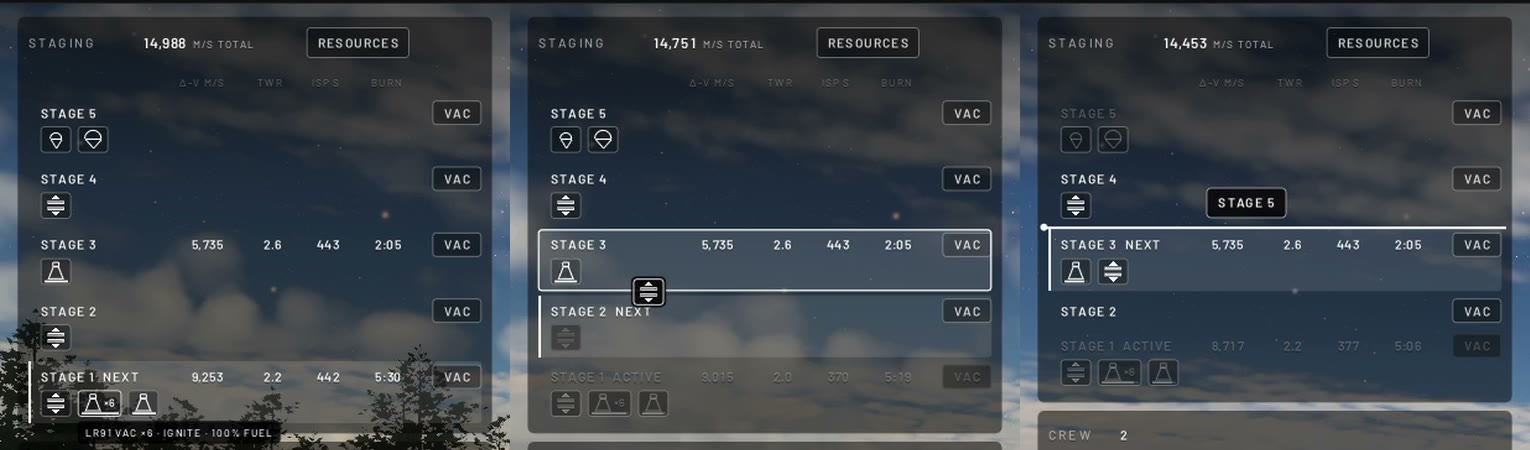 STAGING 14,988 M/S TOTAL RESOURCES
Δ-V M/S TWR ISP S BURN
STAGE 5 VAC
STAGE 4 VAC
STAGE 3 5,735 2.6 443 2:05 VAC
STAGE 2 VAC
STAGE 1 NEXT 9,253 2.2 442 5:30 VAC
×6
LR91 VAC ×6 · IGNITE · 100% FUEL
STAGING 14,751 M/S TOTAL RESOURCES
Δ-V M/S TWR ISP S BURN
STAGE 5 VAC
STAGE 4 VAC
STAGE 3 5,735 2.6 443 2:05 VAC
STAGE 2 NEXT VAC
STAGE 1 ACTIVE 9,015 2.0 370 5:19 VAC
×6
STAGING 14,453 M/S TOTAL RESOURCES
Δ-V M/S TWR ISP S BURN
STAGE 5 VAC
STAGE 4 VAC
STAGE 5
STAGE 3 NEXT 5,735 2.6 443 2:05 VAC
STAGE 2 VAC
STAGE 1 ACTIVE 8,717 2.2 377 5:06 VAC
×6
CREW 2